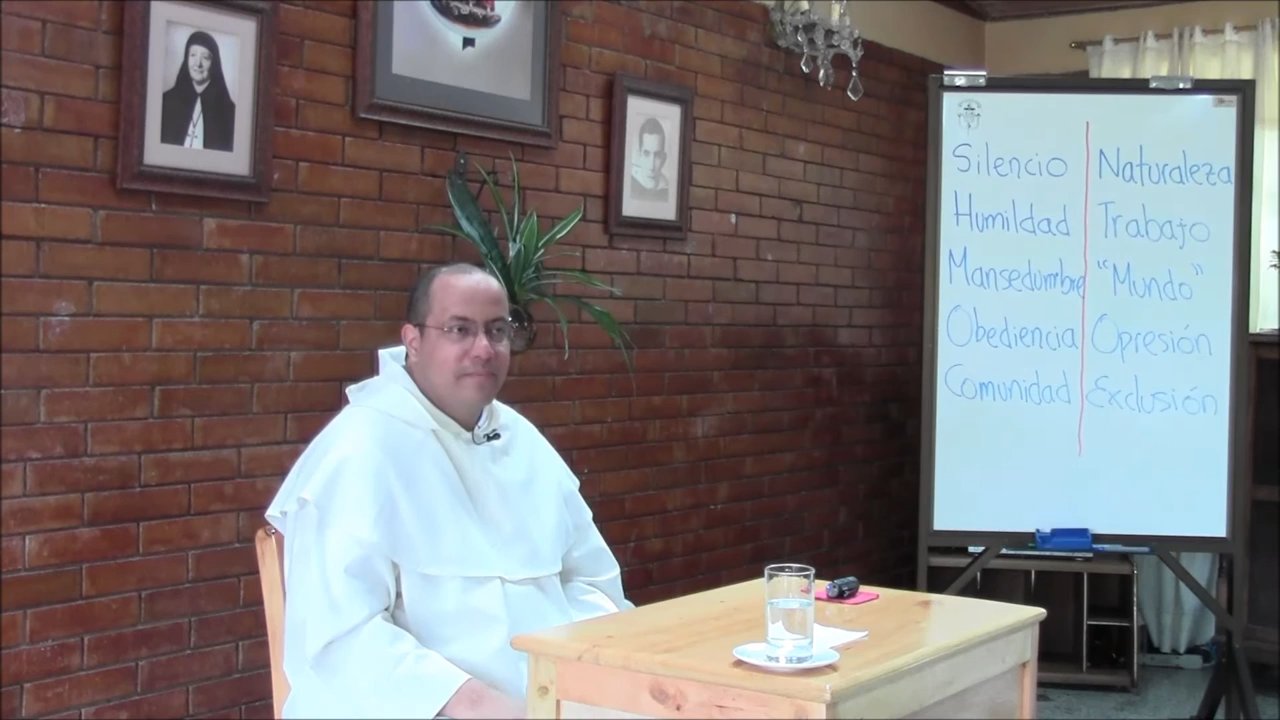 Silencio Naturaleza
Humildad Trabajo
Mansedumbre "Mundo"
Obediencia Opresión
Comunidad Exclusión